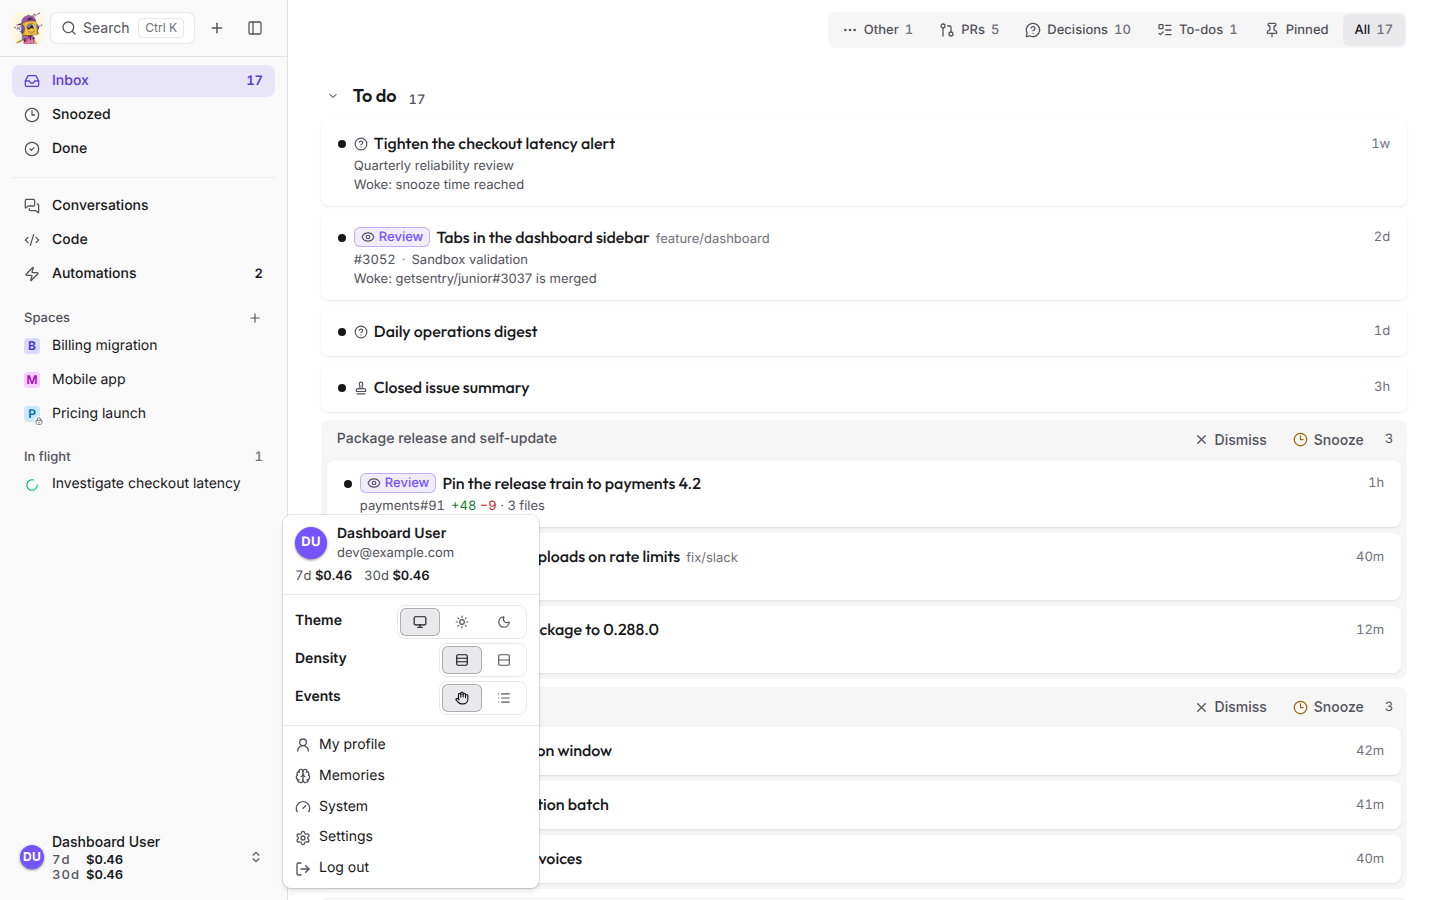 Search Ctrl K
Inbox 17
Snoozed
Done
Conversations
Code
Automations 2
Spaces
B Billing migration
M Mobile app
P Pricing launch
In flight 1
Investigate checkout latency
DU Dashboard User
7d $0.46
30d $0.46
Other 1 PRs 5 Decisions 10 To-dos 1 Pinned All 17
To do 17
Tighten the checkout latency alert 1w
Quarterly reliability review
Woke: snooze time reached
Review Tabs in the dashboard sidebar feature/dashboard 2d
#3052 · Sandbox validation
Woke: getsentry/junior#3037 is merged
Daily operations digest 1d
Closed issue summary 3h
Package release and self-update Dismiss Snooze 3
Review Pin the release train to payments 4.2 1h
payments#91 +48 −9 · 3 files
ploads on rate limits fix/slack 40m
ckage to 0.288.0 12m
Dismiss Snooze 3
on window 42m
tion batch 41m
voices 40m
DU Dashboard User
dev@example.com
7d $0.46 30d $0.46
Theme
Density
Events
My profile
Memories
System
Settings
Log out